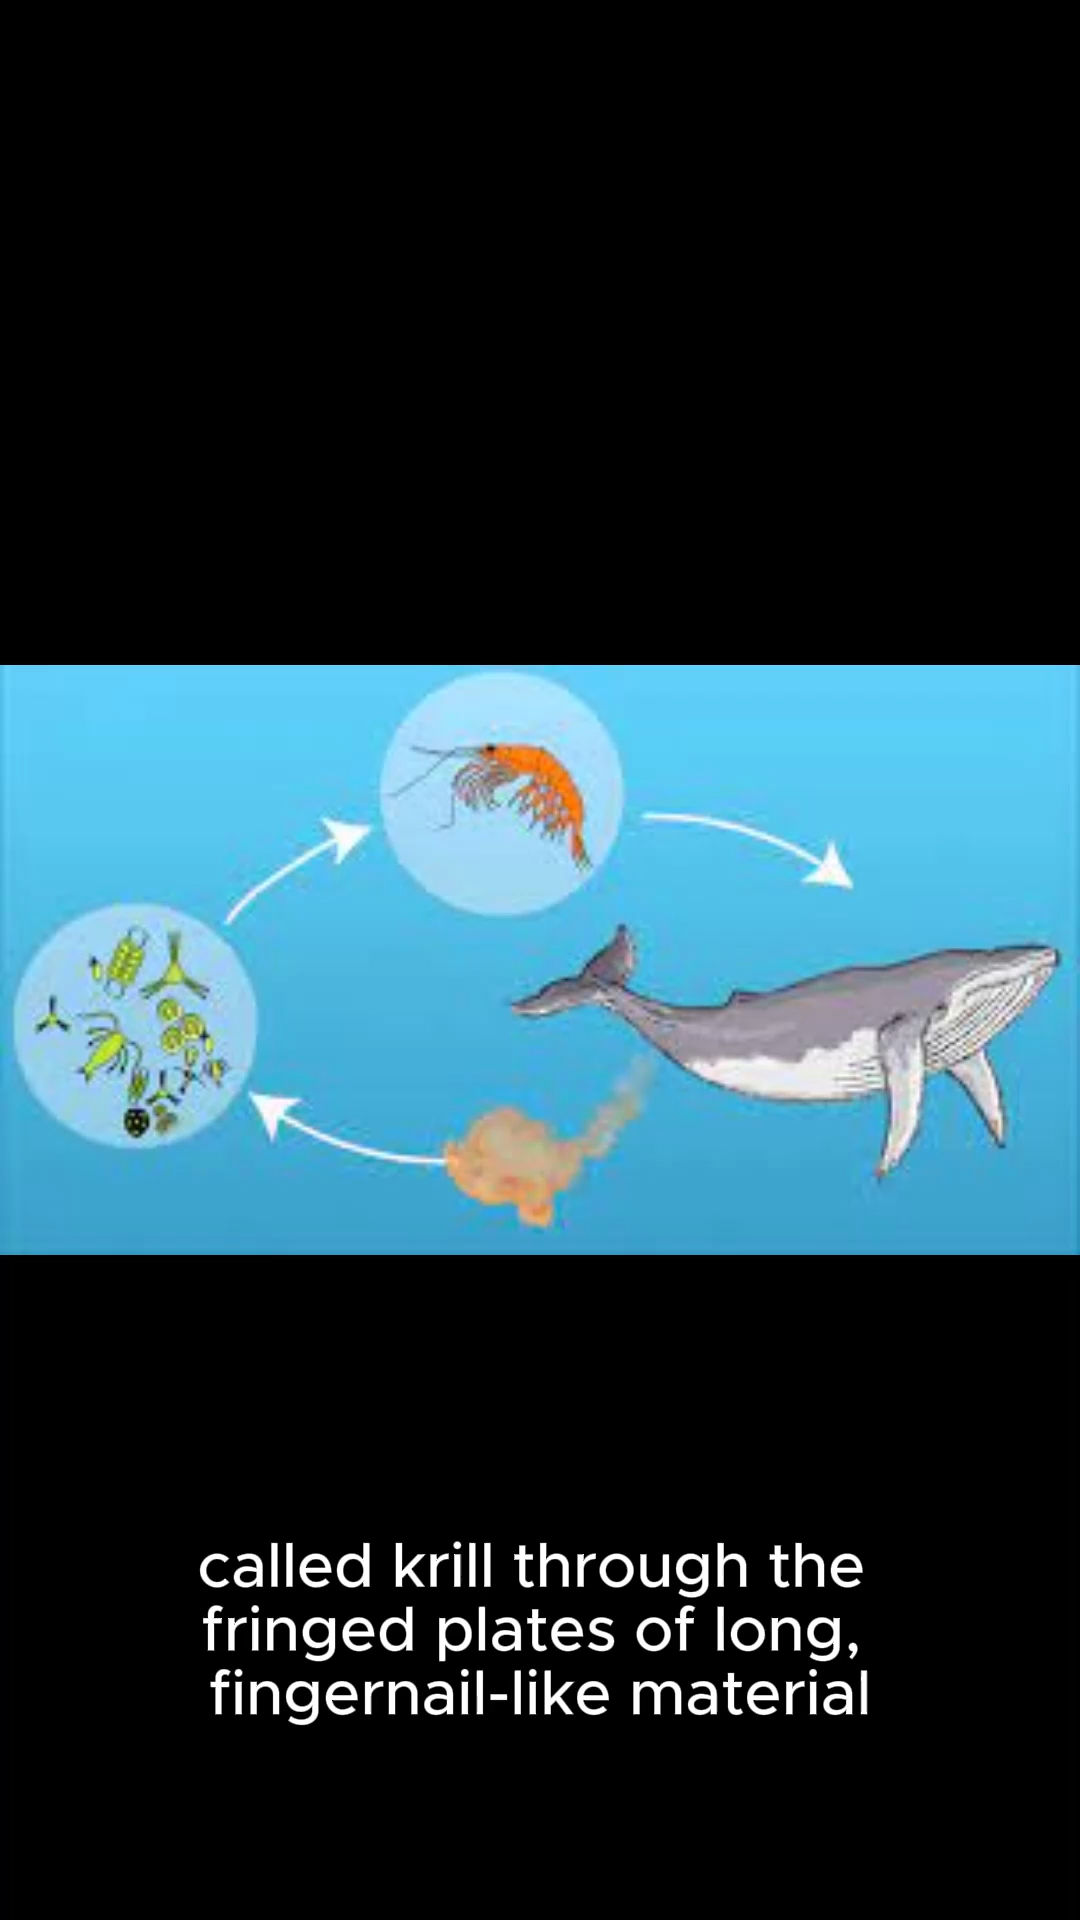 called krill through the
fringed plates of long,
fingernail-like material